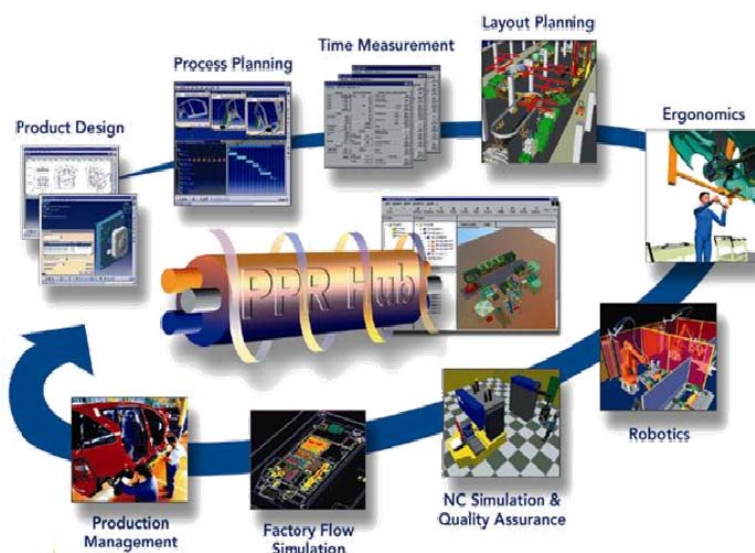 Layout Planning
Time Measurement
Process Planning
Ergonomics
Product Design
PPR Hub
Robotics
NC Simulation &
Quality Assurance
Production
Management
Factory Flow
Simulation